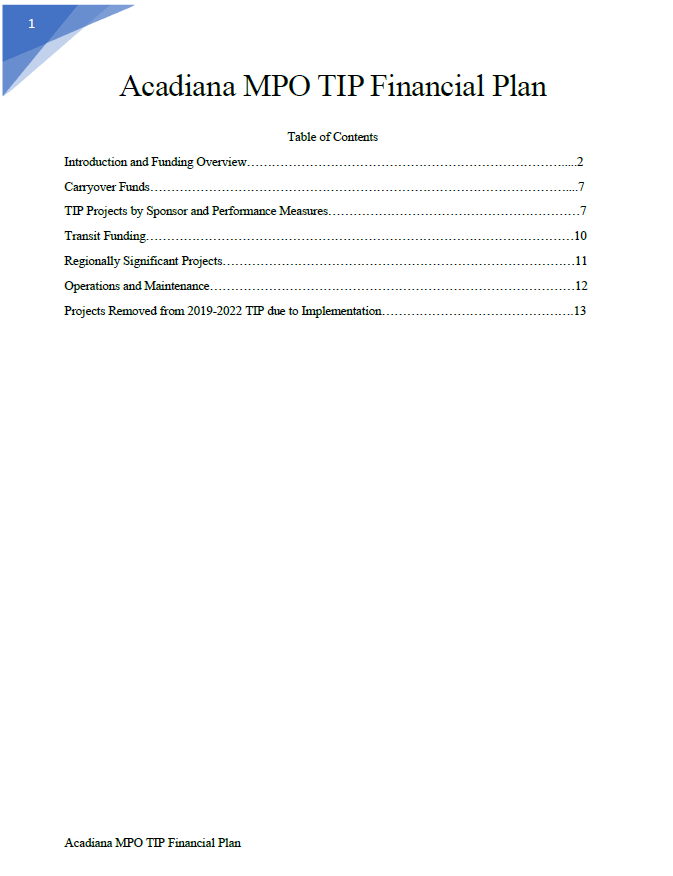 1
Acadiana MPO TIP Financial Plan
Table of Contents
Introduction and Funding Overview……………………………………………………………………....2
Carryover Funds…………………………………………………………………………………………....7
TIP Projects by Sponsor and Performance Measures……………………………………………………7
Transit Funding……………………………………………………………………………………………10
Regionally Significant Projects……………………………………………………………………………11
Operations and Maintenance………………………………………………………………………………12
Projects Removed from 2019-2022 TIP due to Implementation……………………………………….13
Acadiana MPO TIP Financial Plan